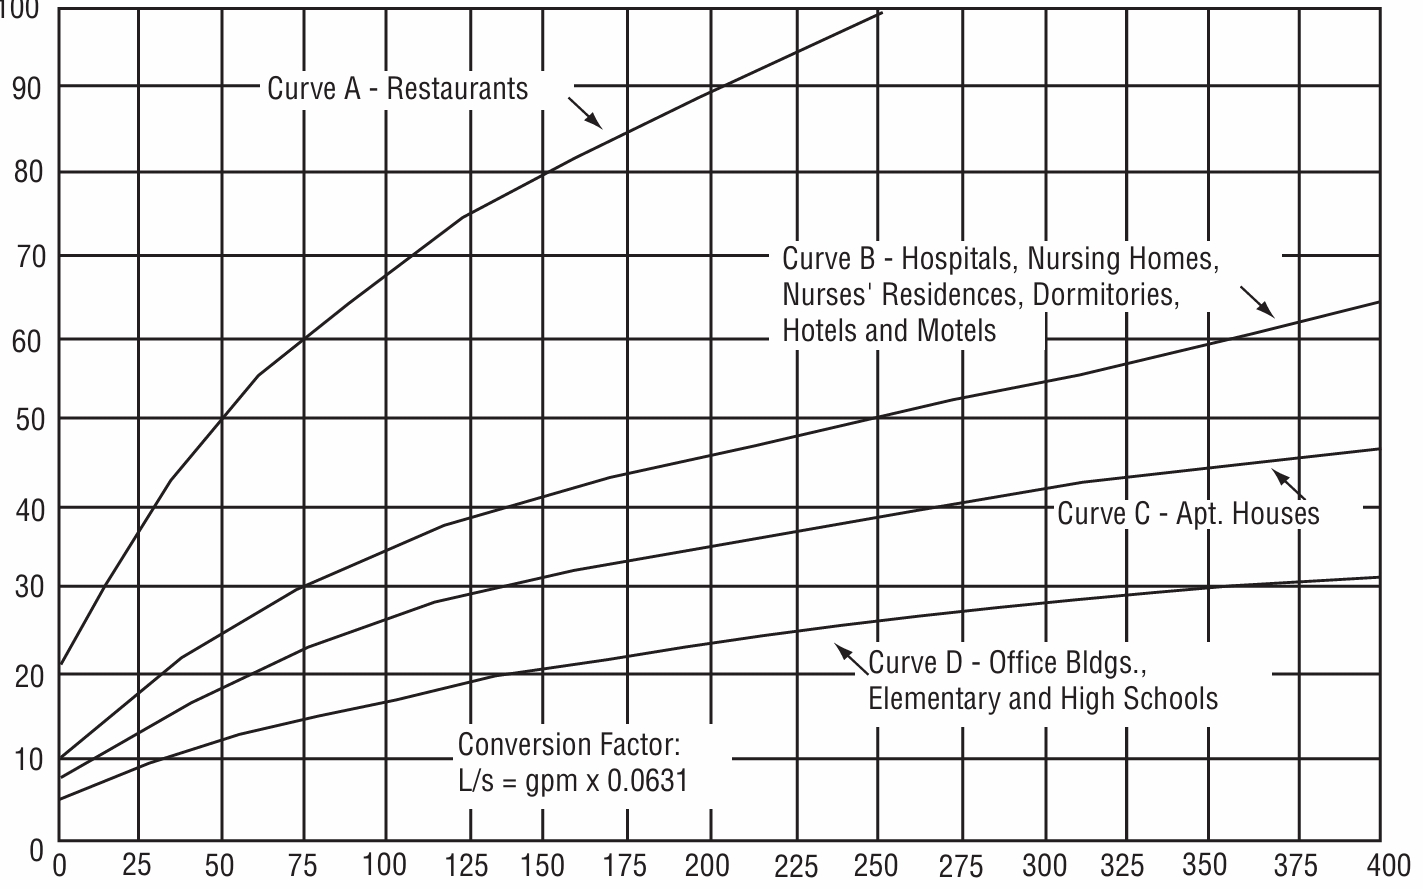 100
90
Curve A - Restaurants
80
70
Curve B - Hospitals, Nursing Homes,
Nurses' Residences, Dormitories,
Hotels and Motels
60
50
40
Curve C - Apt. Houses
30
20
Curve D - Office Bldgs.,
Elementary and High Schools
10
Conversion Factor:
L/s = gpm x 0.0631
0
0 25 50 75 100 125 150 175 200 225 250 275 300 325 350 375 400